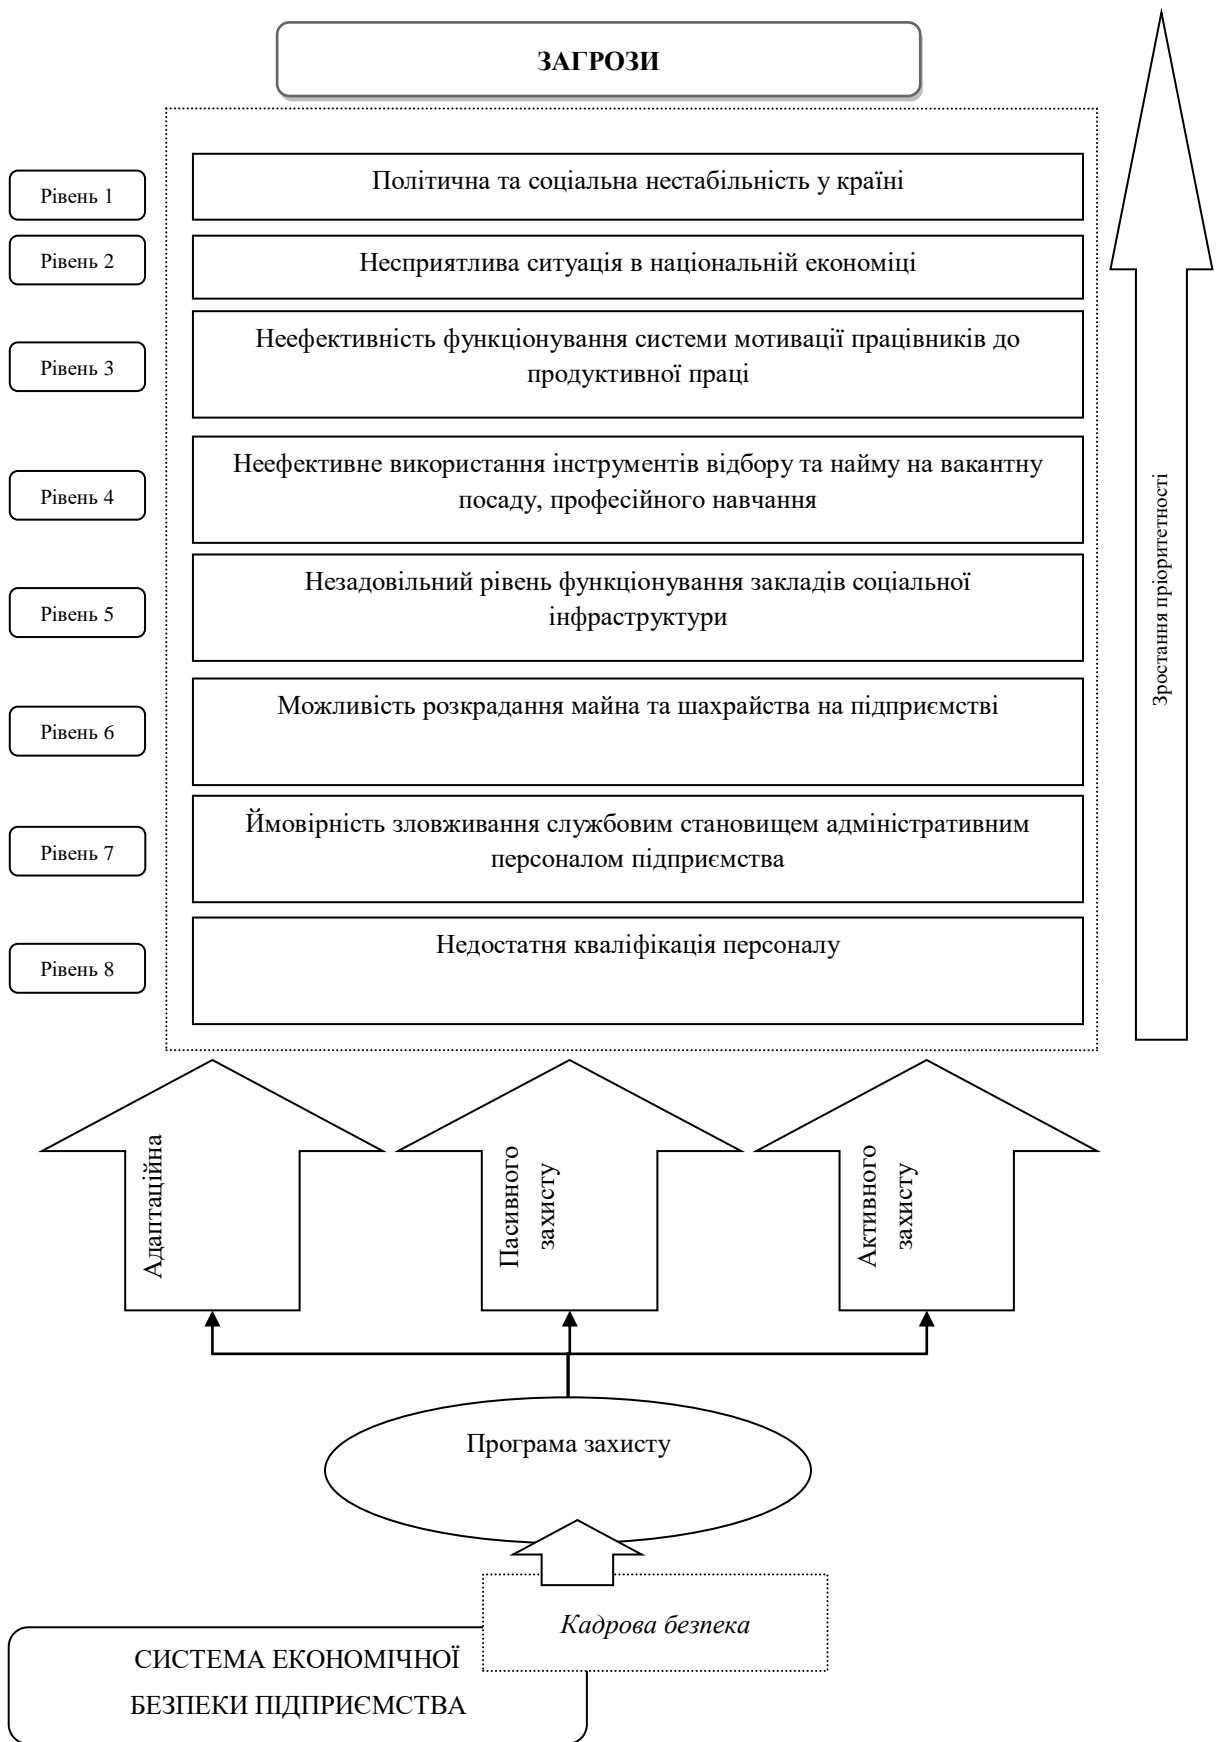 ЗАГРОЗИ
Рівень 1
Політична та соціальна нестабільність у країні
Рівень 2
Несприятлива ситуація в національній економіці
Рівень 3
Неефективність функціонування системи мотивації працівників до
продуктивної праці
Рівень 4
Неефективне використання інструментів відбору та найму на вакантну
посаду, професійного навчання
Рівень 5
Незадовільний рівень функціонування закладів соціальної
інфраструктури
Рівень 6
Можливість розкрадання майна та шахрайства на підприємстві
Рівень 7
Ймовірність зловживання службовим становищем адміністративним
персоналом підприємства
Рівень 8
Недостатня кваліфікація персоналу
Зростання пріоритетності
Адаптаційна
Пасивного
захисту
Активного
захисту
Програма захисту
Кадрова безпека
СИСТЕМА ЕКОНОМІЧНОЇ
БЕЗПЕКИ ПІДПРИЄМСТВА